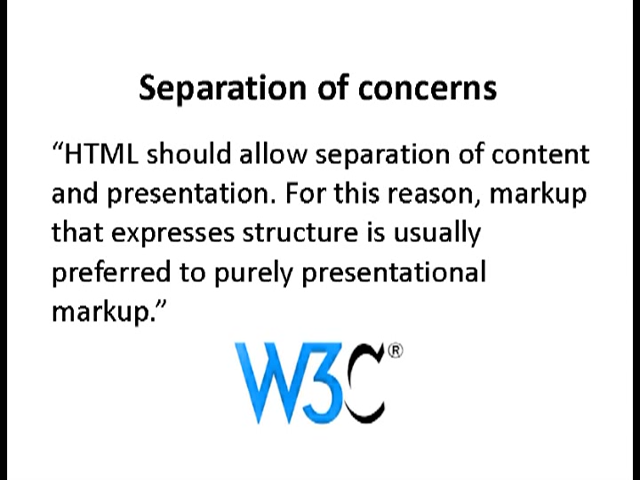 Separation of concerns
“HTML should allow separation of content
and presentation. For this reason, markup
that expresses structure is usually
preferred to purely presentational
markup.”
W3C®